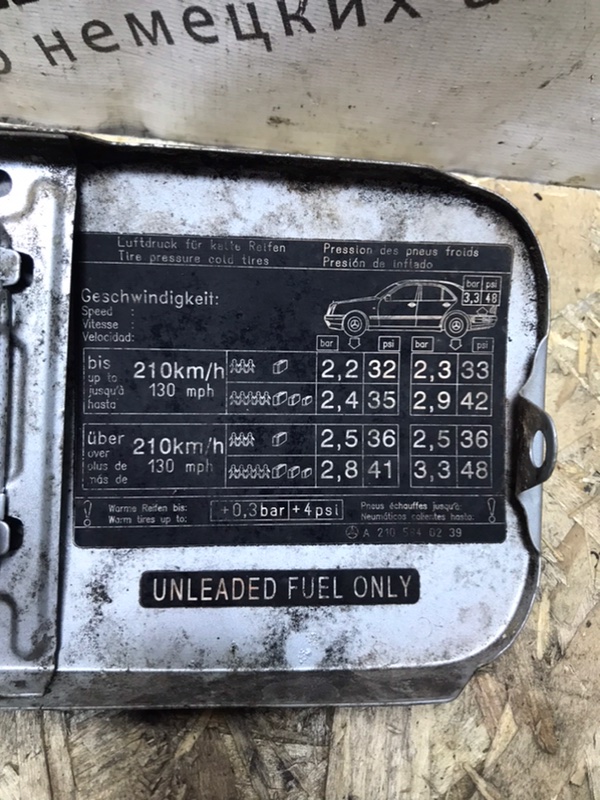 немецких а
Luftdruck für kalte Reifen Pression des pneus froids
Tire pressure cold tires Presión de inflado
Geschwindigkeit:
Speed :
Vitesse :
Velocidad:
bar psi
3,3 48
bar psi bar psi
bis up to jusqu'à hasta 210km/h 130 mph
2,2 32 2,3 33
2,4 35 2,9 42
über over plus de más de 210km/h 130 mph
2,5 36 2,5 36
2,8 41 3,3 48
! Warme Reifen bis: +0,3bar +4psi Pneus échauffés jusqu'à: !
Warm tires up to: Neumáticos calientes hasta:
A 210 584 02 39
UNLEADED FUEL ONLY